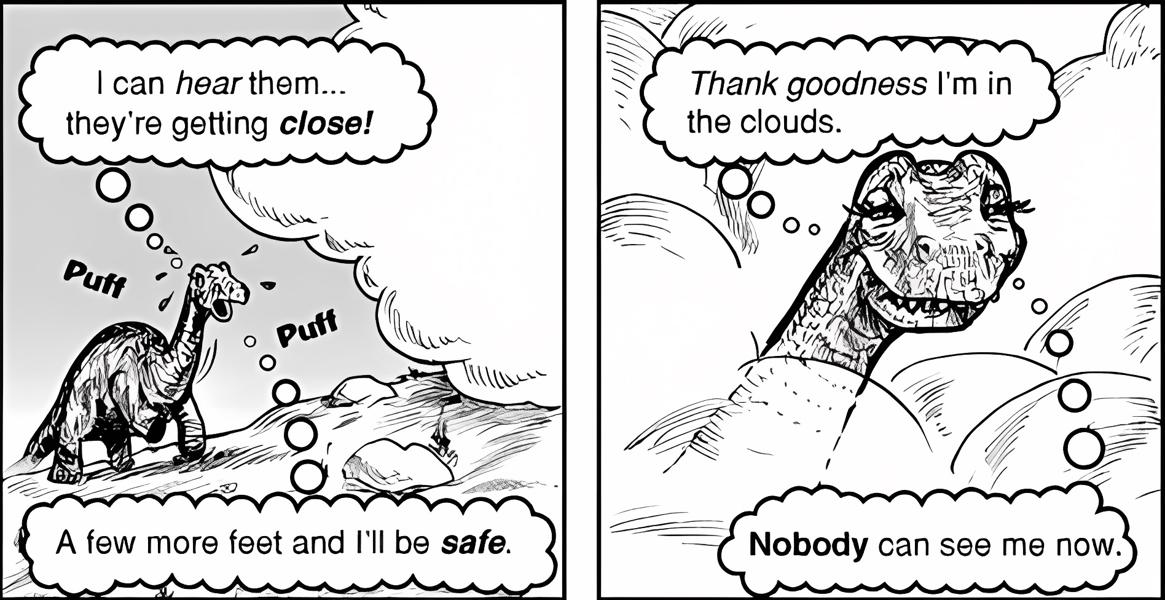 I can hear them...
they're getting close!
Puff
Puff
A few more feet and I'll be safe.
Thank goodness I'm in
the clouds.
Nobody can see me now.